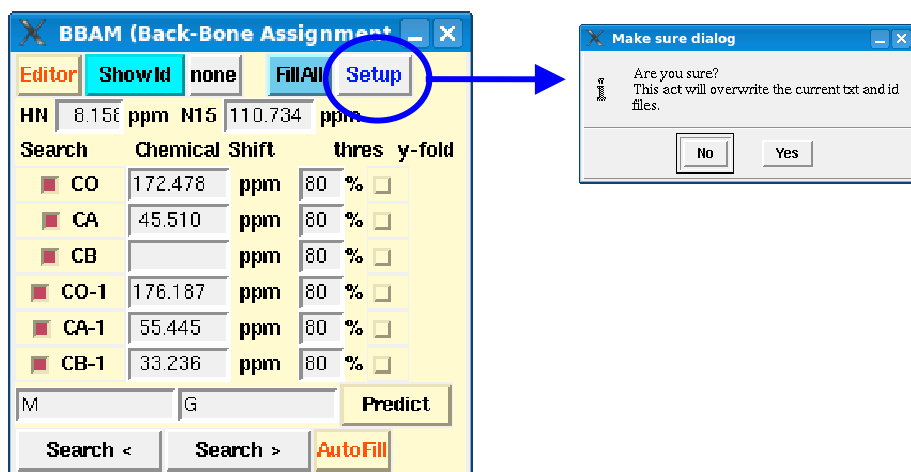 BBAM (Back-Bone Assignment
Editor ShowId none FillAll Setup
HN 8.158 ppm N15 110.734 ppm
Search Chemical Shift thres y-fold
CO 172.478 ppm 80 %
CA 45.510 ppm 80 %
CB ppm 80 %
CO-1 176.187 ppm 80 %
CA-1 55.445 ppm 80 %
CB-1 33.236 ppm 80 %
M G Predict
Search < Search > AutoFill
Make sure dialog
Are you sure?
This act will overwrite the current txt and id
files.
No Yes